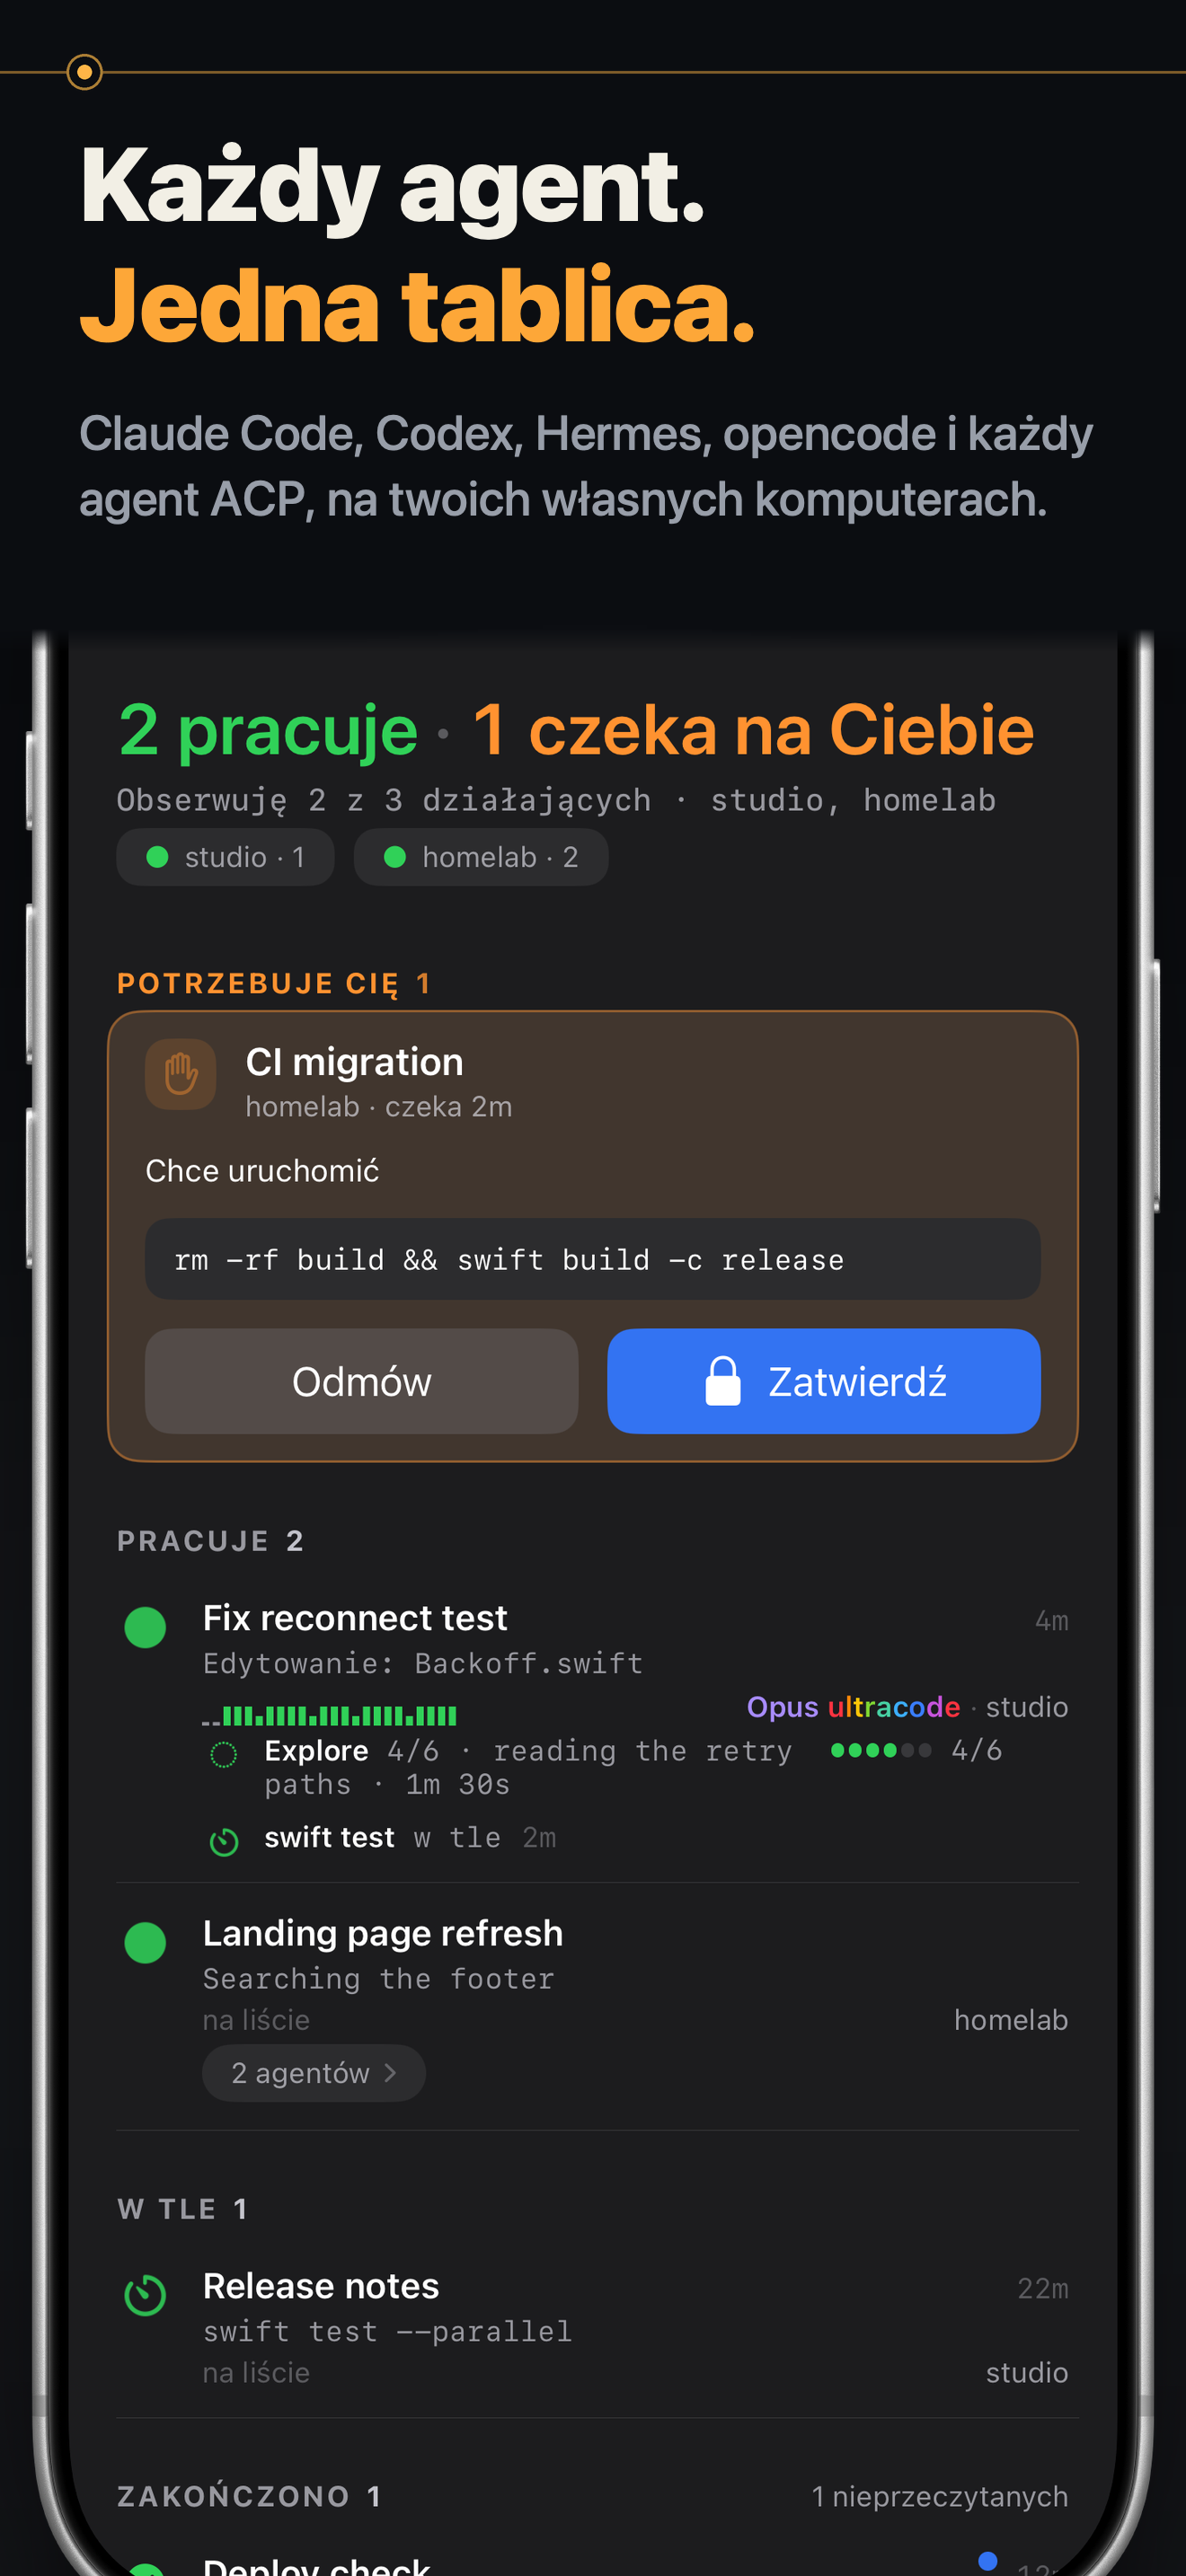 Każdy agent.
Jedna tablica.
Claude Code, Codex, Hermes, opencode i każdy
agent ACP, na twoich własnych komputerach.
2 pracuje · 1 czeka na Ciebie
Obserwuję 2 z 3 działających · studio, homelab
studio · 1
homelab · 2
POTRZEBUJE CIĘ 1
CI migration
homelab · czeka 2m
Chce uruchomić
rm -rf build && swift build -c release
Odmów
Zatwierdź
PRACUJE 2
Fix reconnect test 4m
Edytowanie: Backoff.swift
Opus ultracode · studio
Explore 4/6 · reading the retry 4/6
paths · 1m 30s
swift test w tle 2m
Landing page refresh
Searching the footer
na liście homelab
2 agentów >
W TLE 1
Release notes 22m
swift test --parallel
na liście studio
ZAKOŃCZONO 1 1 nieprzeczytanych
Deploy check